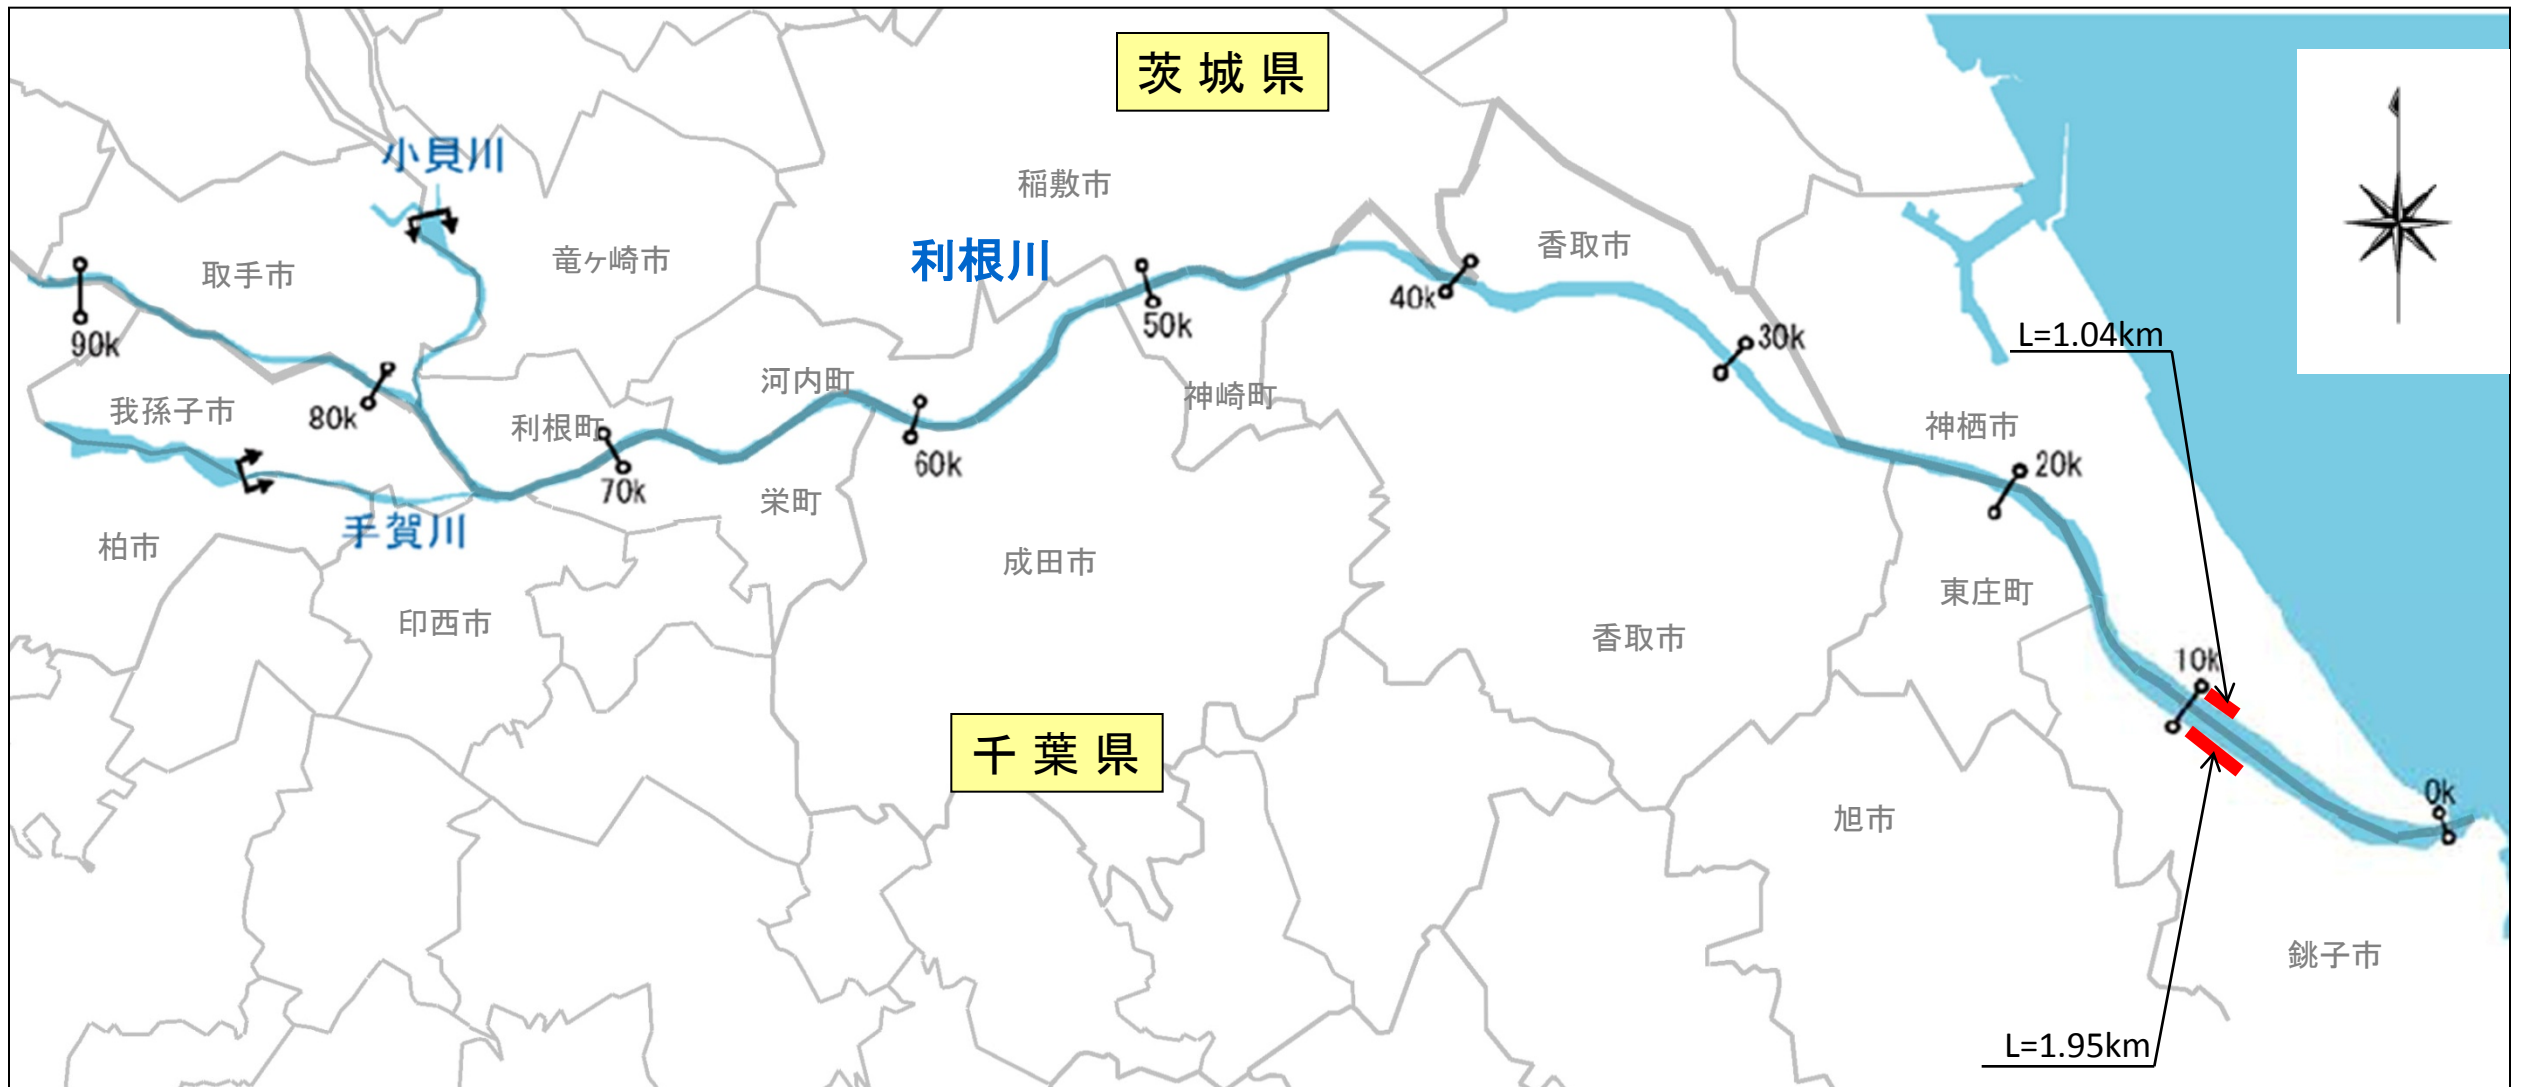 茨城県
小貝川
稲敷市
取手市
竜ヶ崎市
利根川
香取市
90k
50k
40k
30k
L=1.04km
我孫子市
80k
利根町
河内町
神崎町
神栖市
70k
60k
20k
手賀川
柏市
栄町
成田市
東庄町
印西市
香取市
10k
千葉県
0k
旭市
銚子市
L=1.95km